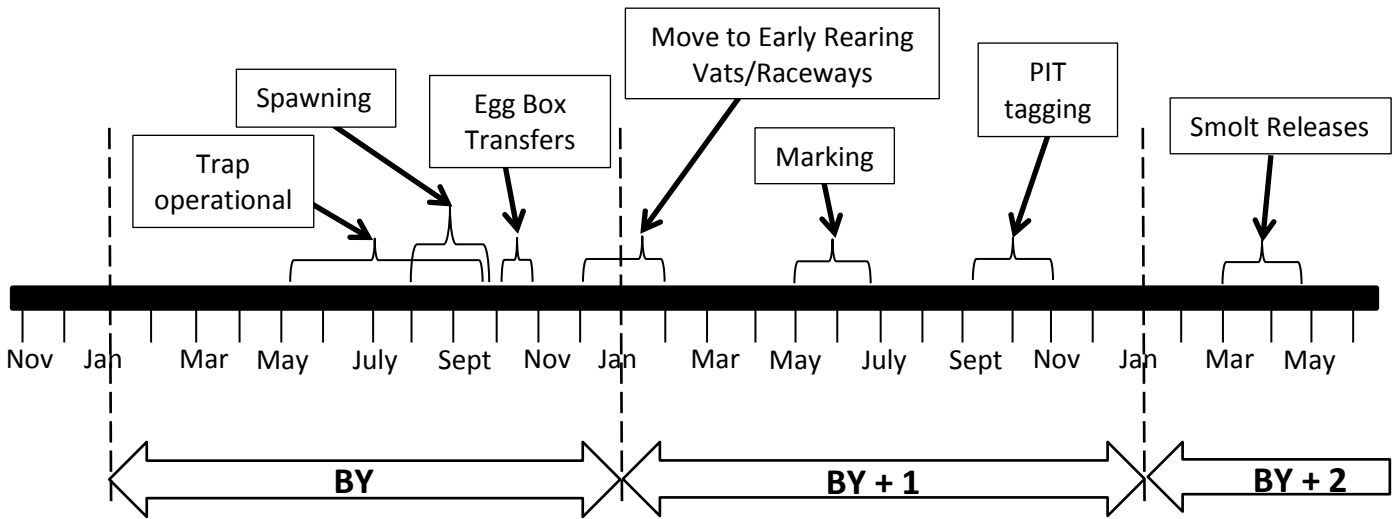 Move to Early Rearing
Vats/Raceways
PIT
tagging
Spawning
Egg Box
Transfers
Smolt Releases
Marking
Trap
operational
Nov Jan Mar May July Sept Nov Jan Mar May July Sept Nov Jan Mar May
BY BY + 1 BY + 2